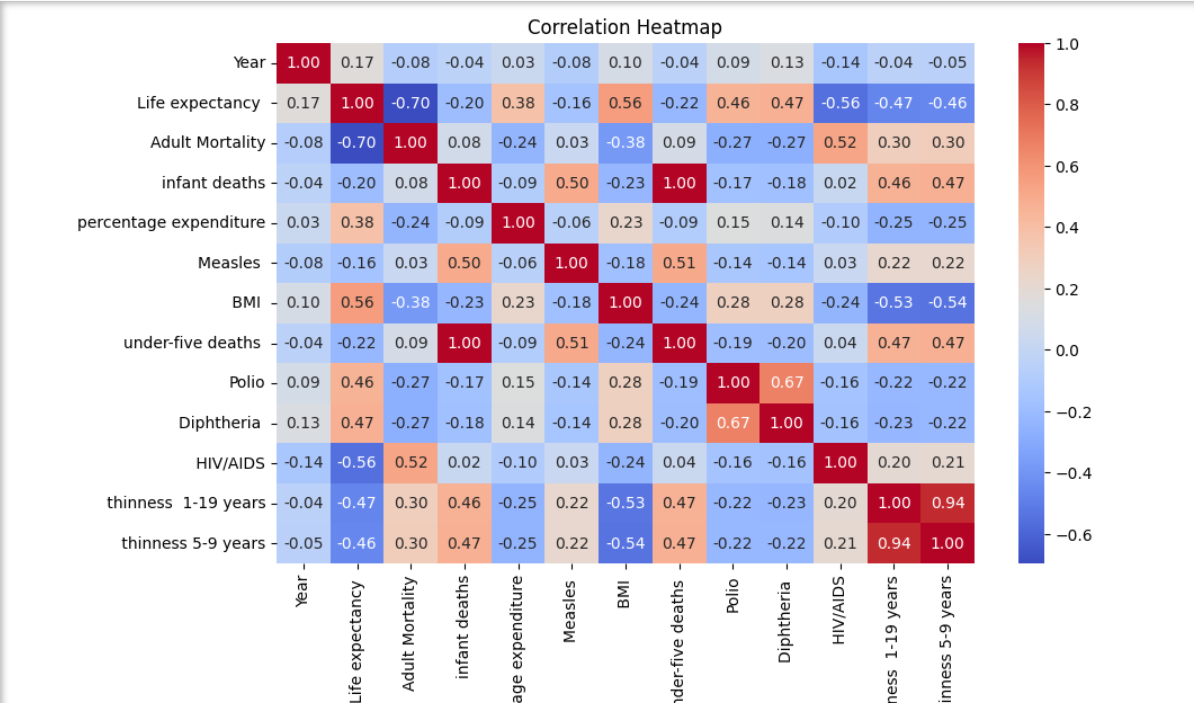 Correlation Heatmap
Year 1.00 0.17 -0.08 -0.04 0.03 -0.08 0.10 -0.04 0.09 0.13 -0.14 -0.04 -0.05
Life expectancy 0.17 1.00 -0.70 -0.20 0.38 -0.16 0.56 -0.22 0.46 0.47 -0.56 -0.47 -0.46
Adult Mortality -0.08 -0.70 1.00 0.08 -0.24 0.03 -0.38 0.09 -0.27 -0.27 0.52 0.30 0.30
infant deaths -0.04 -0.20 0.08 1.00 -0.09 0.50 -0.23 1.00 -0.17 -0.18 0.02 0.46 0.47
percentage expenditure 0.03 0.38 -0.24 -0.09 1.00 -0.06 0.23 -0.09 0.15 0.14 -0.10 -0.25 -0.25
Measles -0.08 -0.16 0.03 0.50 -0.06 1.00 -0.18 0.51 -0.14 -0.14 0.03 0.22 0.22
BMI 0.10 0.56 -0.38 -0.23 0.23 -0.18 1.00 -0.24 0.28 0.28 -0.24 -0.53 -0.54
under-five deaths -0.04 -0.22 0.09 1.00 -0.09 0.51 -0.24 1.00 -0.19 -0.20 0.04 0.47 0.47
Polio 0.09 0.46 -0.27 -0.17 0.15 -0.14 0.28 -0.19 1.00 0.67 -0.16 -0.22 -0.22
Diphtheria 0.13 0.47 -0.27 -0.18 0.14 -0.14 0.28 -0.20 0.67 1.00 -0.16 -0.23 -0.22
HIV/AIDS -0.14 -0.56 0.52 0.02 -0.10 0.03 -0.24 0.04 -0.16 -0.16 1.00 0.20 0.21
thinness 1-19 years -0.04 -0.47 0.30 0.46 -0.25 0.22 -0.53 0.47 -0.22 -0.23 0.20 1.00 0.94
thinness 5-9 years -0.05 -0.46 0.30 0.47 -0.25 0.22 -0.54 0.47 -0.22 -0.22 0.21 0.94 1.00
Year
Life expectancy
Adult Mortality
infant deaths
age expenditure
Measles
BMI
nder-five deaths
Polio
Diphtheria
HIV/AIDS
ness 1-19 years
inness 5-9 years
1.0
0.8
0.6
0.4
0.2
0.0
−0.2
−0.4
−0.6